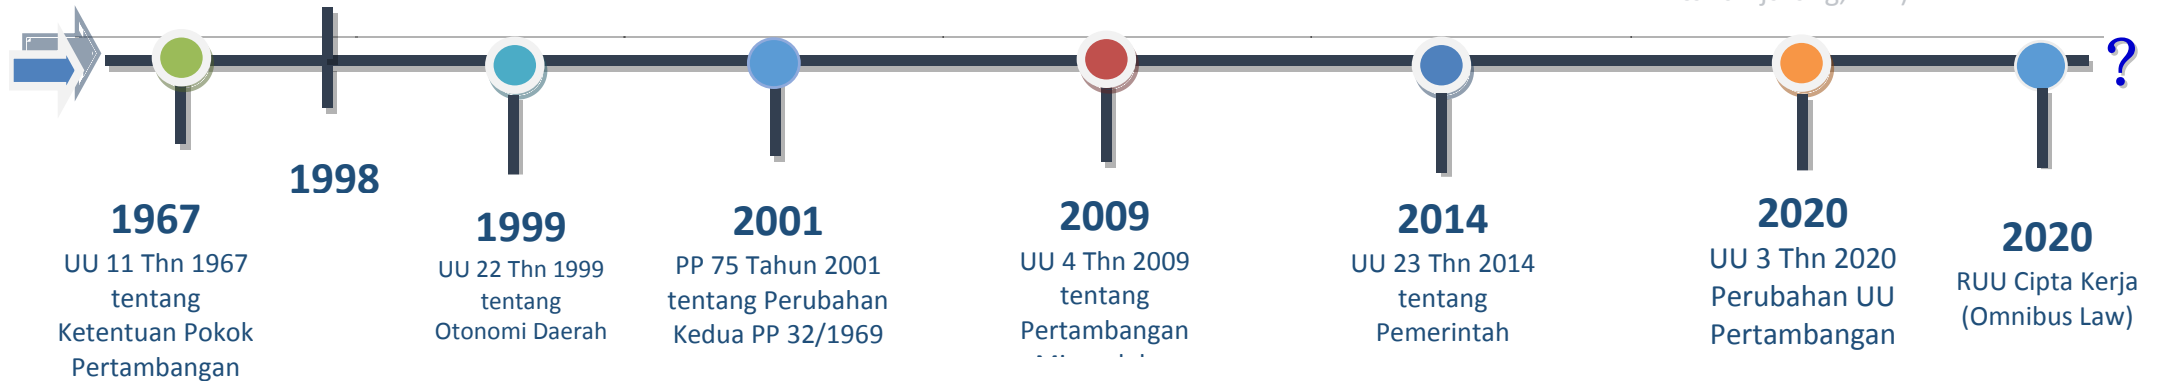 ?
1998
1967
UU 11 Thn 1967
tentang
Ketentuan Pokok
Pertambangan
1999
UU 22 Thn 1999
tentang
Otonomi Daerah
2001
PP 75 Tahun 2001
tentang Perubahan
Kedua PP 32/1969
2009
UU 4 Thn 2009
tentang
Pertambangan
2014
UU 23 Thn 2014
tentang
Pemerintah
2020
UU 3 Thn 2020
Perubahan UU
Pertambangan
2020
RUU Cipta Kerja
(Omnibus Law)